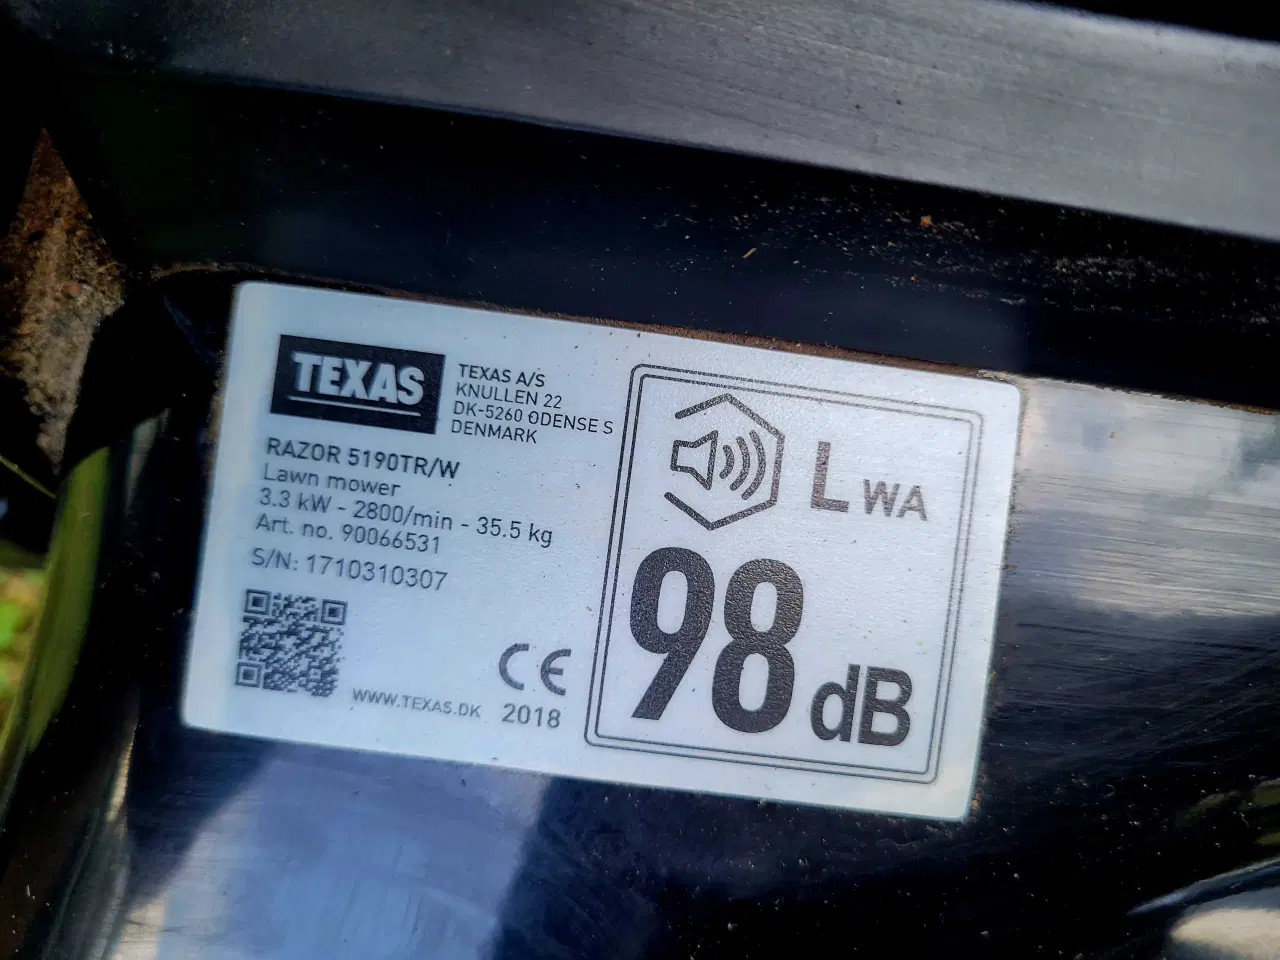 TEXAS
TEXAS A/S
KNULLEN 22
DK-5260 ODENSE S
DENMARK
RAZOR 5190TR/W
Lawn mower
3.3 kW - 2800/min - 35.5 kg
Art. no. 90066531
S/N: 1710310307
WWW.TEXAS.DK
CE
2018
LWA
98 dB